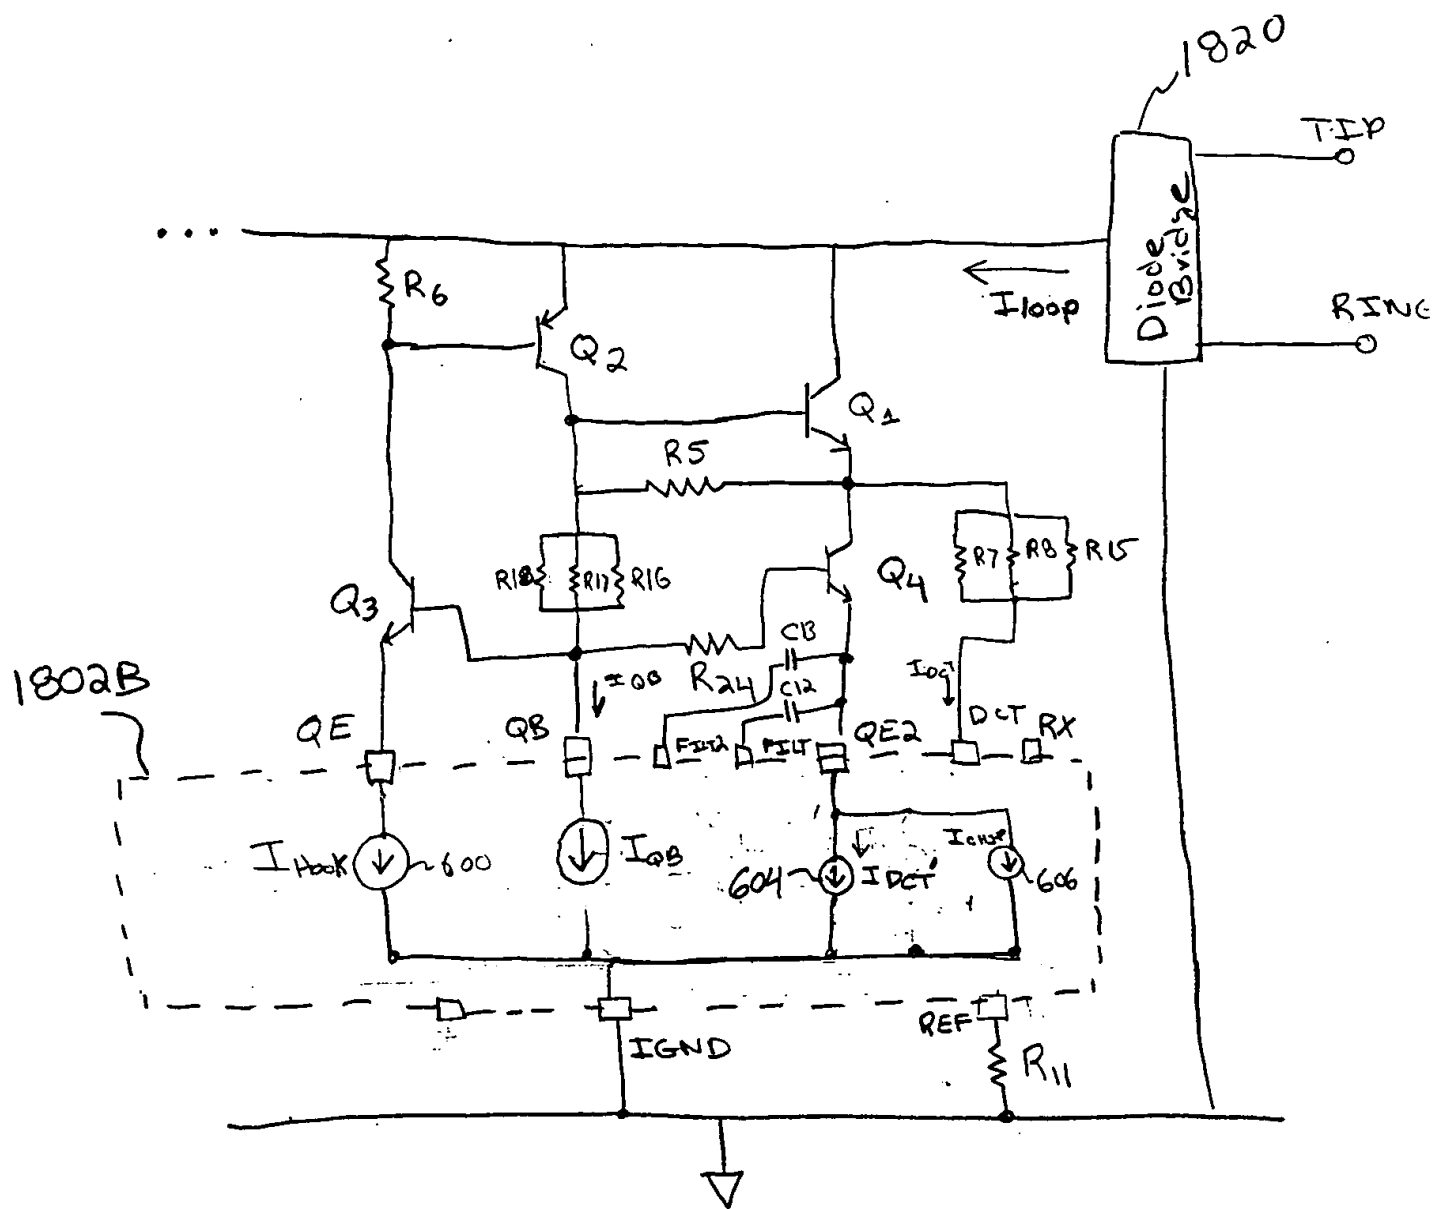 1820
TIP
...
R6
Iloop
Diode
Bridge
RING
Q2
Q1
R5
R18
R17
R16
Q4
R7
R8
R15
Q3
C13
R24
IQB
C12
IDCT
1802B
QE
QB
FILT2
FILT
QE2
DCT
RX
IHook
600
IQB
604
IDCT'
606
REF
IGND
R11